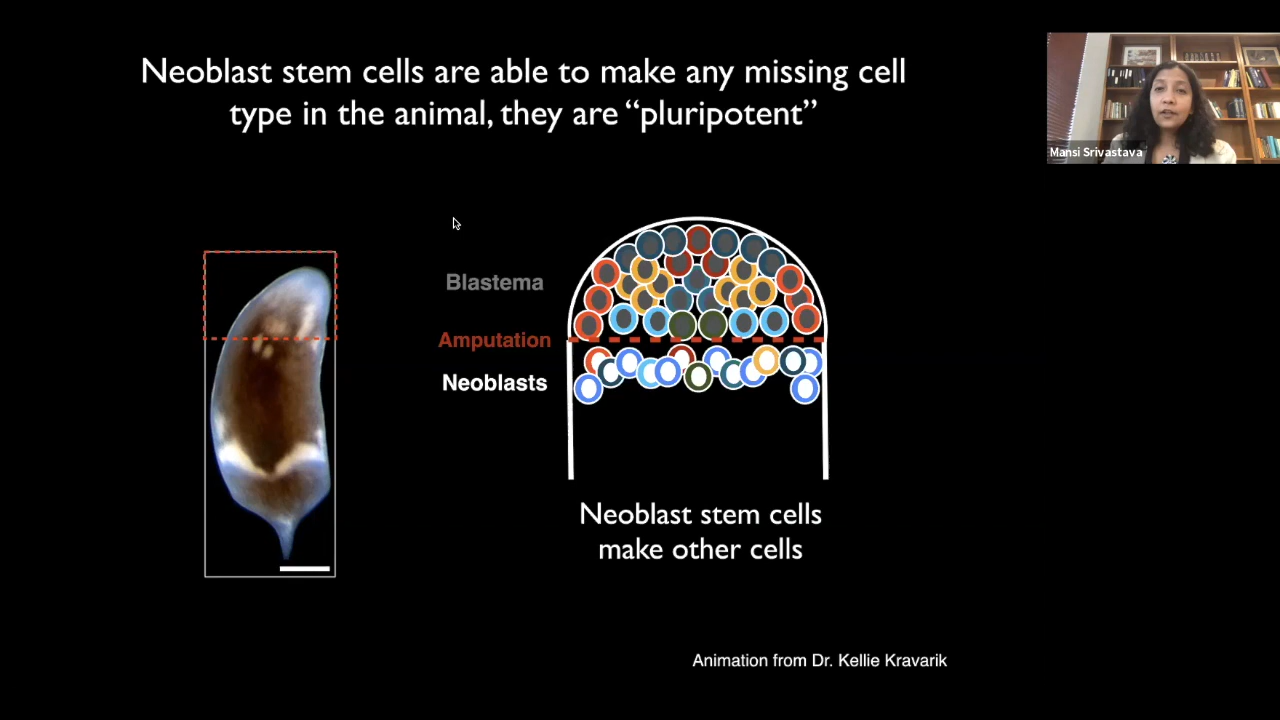 Neoblast stem cells are able to make any missing cell
type in the animal, they are “pluripotent”
Mansi Srivastava
Blastema
Amputation
Neoblasts
Neoblast stem cells
make other cells
Animation from Dr. Kellie Kravarik